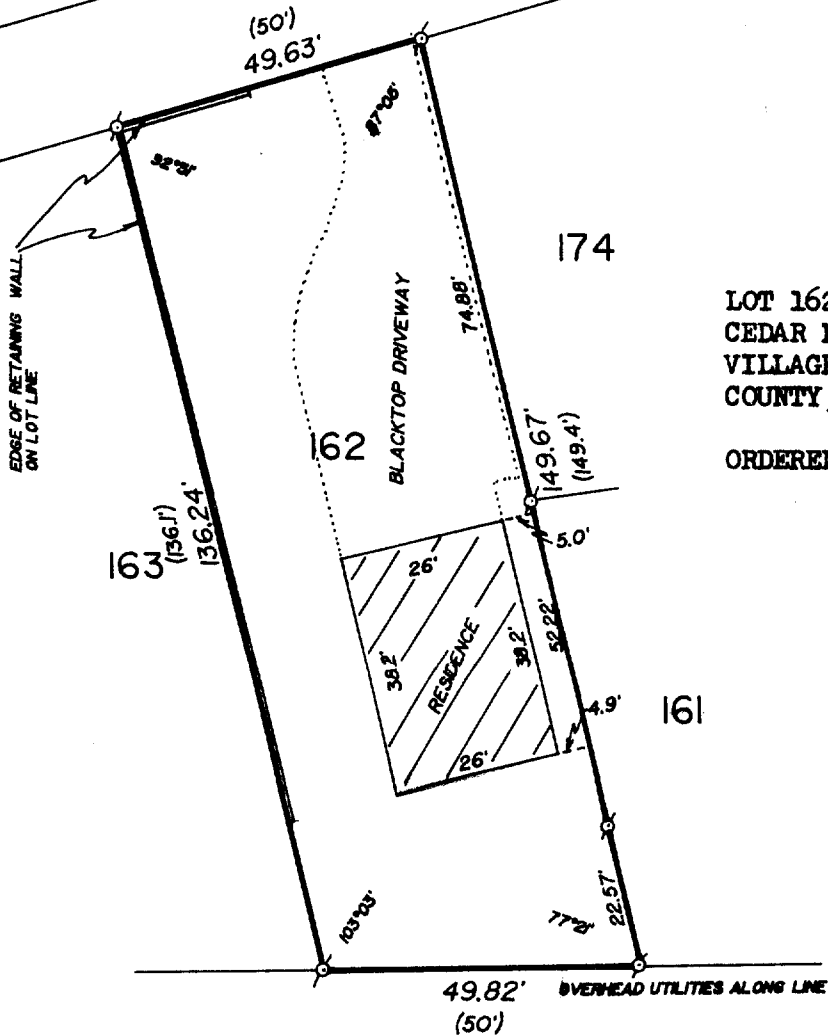 (50')
49.63'
87°06'
92°31'
174
EDGE OF RETAINING WALL
ON LOT LINE
74.88'
BLACKTOP DRIVEWAY
LOT 162
CEDAR
VILLAGE
COUNTY
ORDERED
162
149.67'
(149.4')
163
(136.1')
136.24'
5.0'
26'
38.2'
RESIDENCE
38.2'
52.22'
4.9'
161
26'
22.57'
103°03'
77°21'
49.82'
(50')
OVERHEAD UTILITIES ALONG LINE